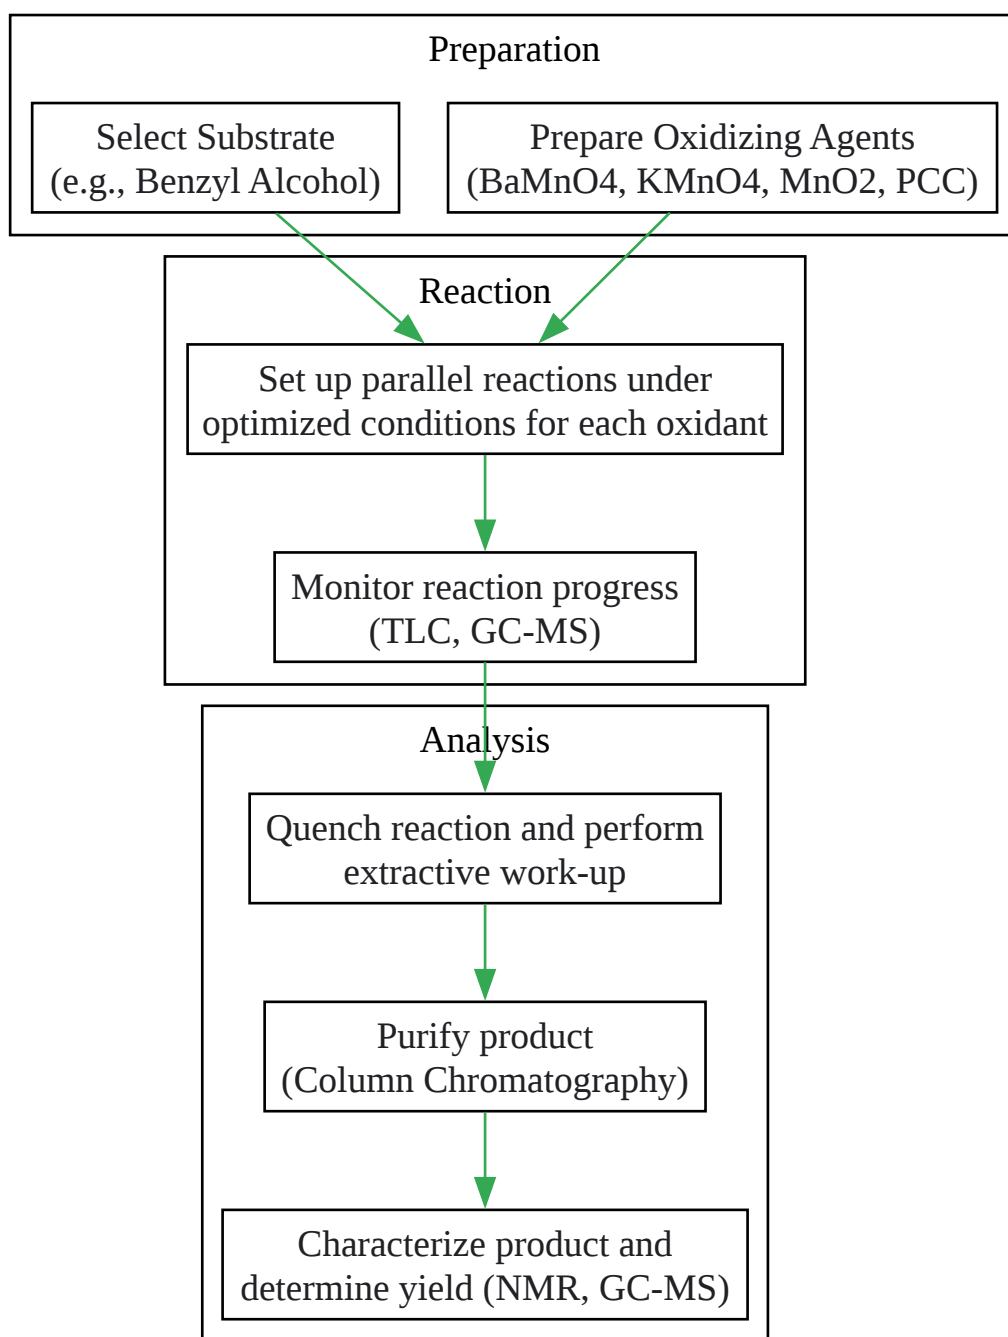 Preparation
Select Substrate
(e.g., Benzyl Alcohol)
Prepare Oxidizing Agents
(BaMnO4, KMnO4, MnO2, PCC)
Reaction
Set up parallel reactions under
optimized conditions for each oxidant
Monitor reaction progress
(TLC, GC-MS)
Analysis
Quench reaction and perform
extractive work-up
Purify product
(Column Chromatography)
Characterize product and
determine yield (NMR, GC-MS)